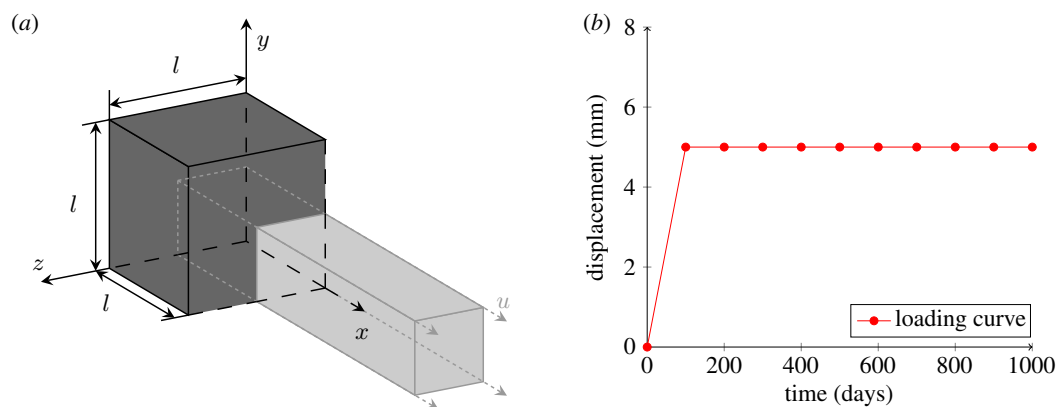 (a)
y
l
l
z
l
x
u
(b)
displacement (mm)
8
6
4
2
0
loading curve
0 200 400 600 800 1000
time (days)